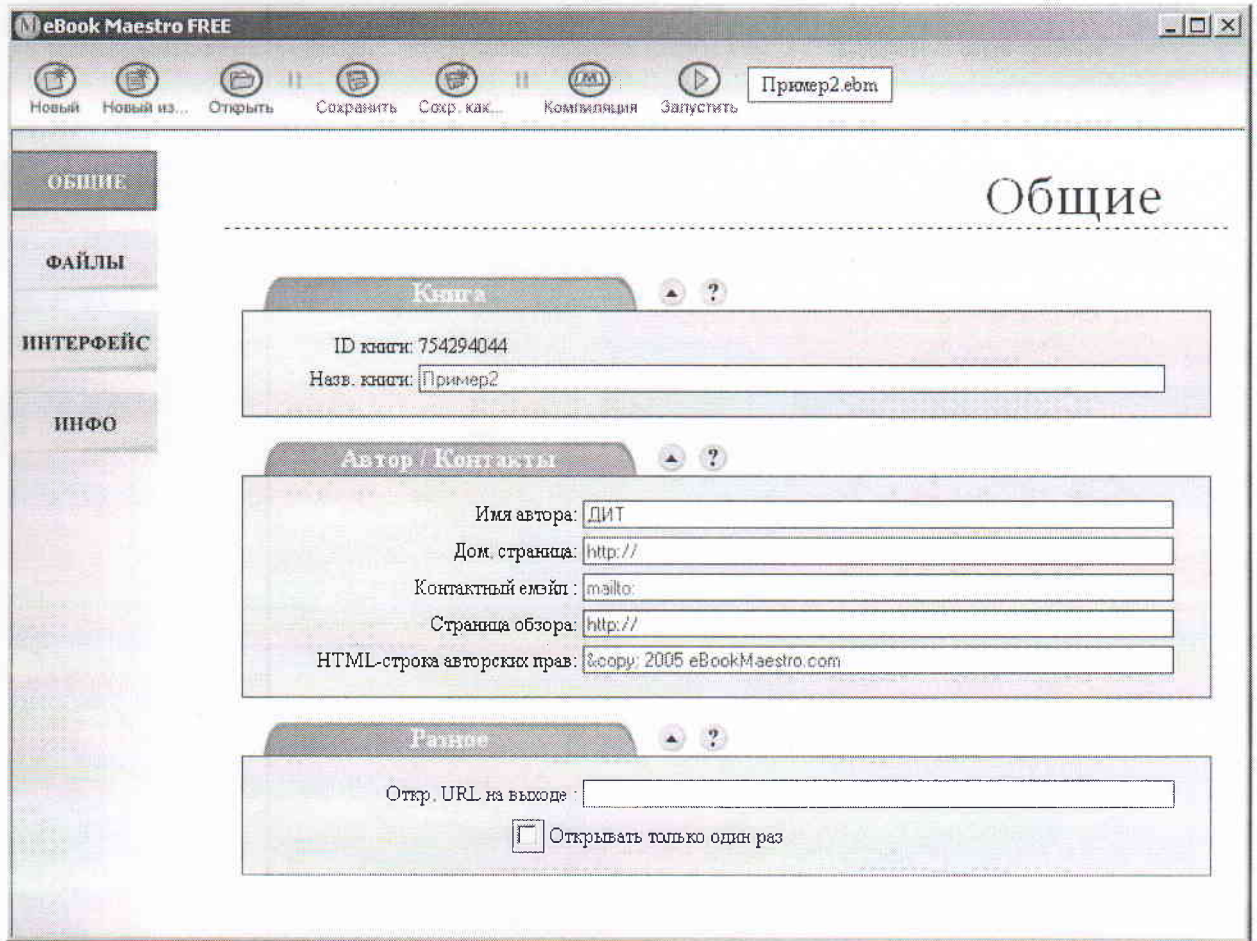 eBook Maestro FREE
Новый Новый из... Открыть Сохранить Сохр. как... Компиляция Запустить Пример2.ebm
ОБЩИЕ
Общие
ФАЙЛЫ
Книга ?
ИНТЕРФЕЙС
ID книги: 754294044
Назв. книги: Пример2
ИНФО
Автор / Контакты ?
Имя автора: ДИТ
Дом. страница: http://
Контактный емэйл : mailto:
Страница обзора: http://
HTML-строка авторских прав: &copy; 2005 eBookMaestro.com
Разное ?
Откр. URL на выходе :
Открывать только один раз